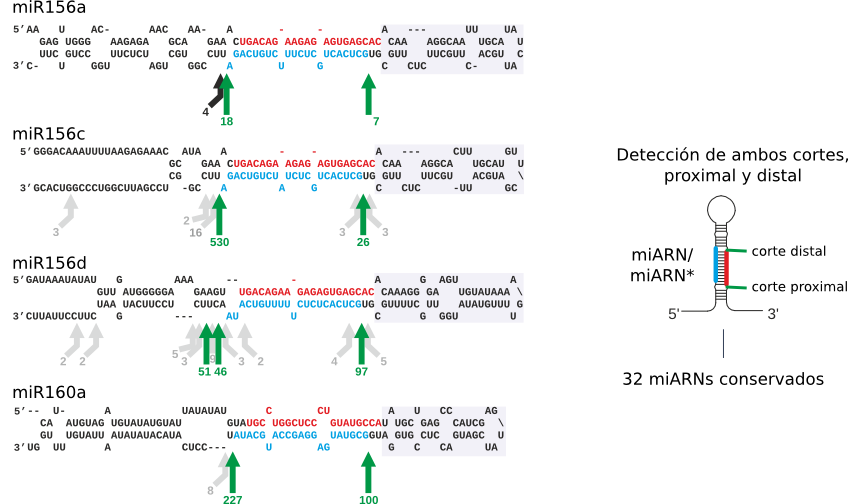 miR156a
5'AA U AC- AAC AA- A - - A --- UU UA
GAG UGGG AAGAGA GCA GAA CUGACAG AAGAG AGUGAGCAC CAA AGGCAA UGCA U
UUC GUCC UUCUCU CGU CUU GACUGUC UUCUC UCACUCGUG GUU UUCGUU ACGU C
3'C- U GGU AGU GGC A U G C CUC C- UA
4
18
7
miR156c
5'GGGACAAAUUUUAAGAGAAAC AUA A - - A --- CUU GU
GC GAA CUGACAGA AGAG AGUGAGCAC CAA AGGCA UGCAU U
CG CUU GACUGUCU UCUC UCACUCGUG GUU UUCGU ACGUA \
3'GCACUGGCCCUGGCUUAGCCU -GC A A G C CUC -UU GC
3
2
16
530
3
26
3
miR156d
5'GAUAAAUAUAU G AAA -- - A G AGU A
GUU AUGGGGGA GAAGU UGACAGAA GAGAGUGAGCAC CAAAGG GA UGUAUAAA \
UAA UACUUCCU CUUCA ACUGUUUU CUCUCACUCGUG GUUUUC UU AUAUGUUU G
3'CUUAUUCCUUC G --- AU U C G GGU U
2
2
5
3
51
9
46
3
2
4
97
5
miR160a
5'-- U- A UAUAUAU C CU A U CC AG
CA AUGUAG UGUAUAUGUAU GUAUGC UGGCUCC GUAUGCCAU UGC GAG CAUCG \
GU UGUAUU AUAUAUACAUA UAUACG ACCGAGG UAUGCGGUA GUG CUC GUAGC U
3'UG UU A CUCC--- U AG G C CA UA
8
227
100
Detección de ambos cortes,
proximal y distal
miARN/
miARN*
corte distal
corte proximal
5'
3'
32 miARNs conservados